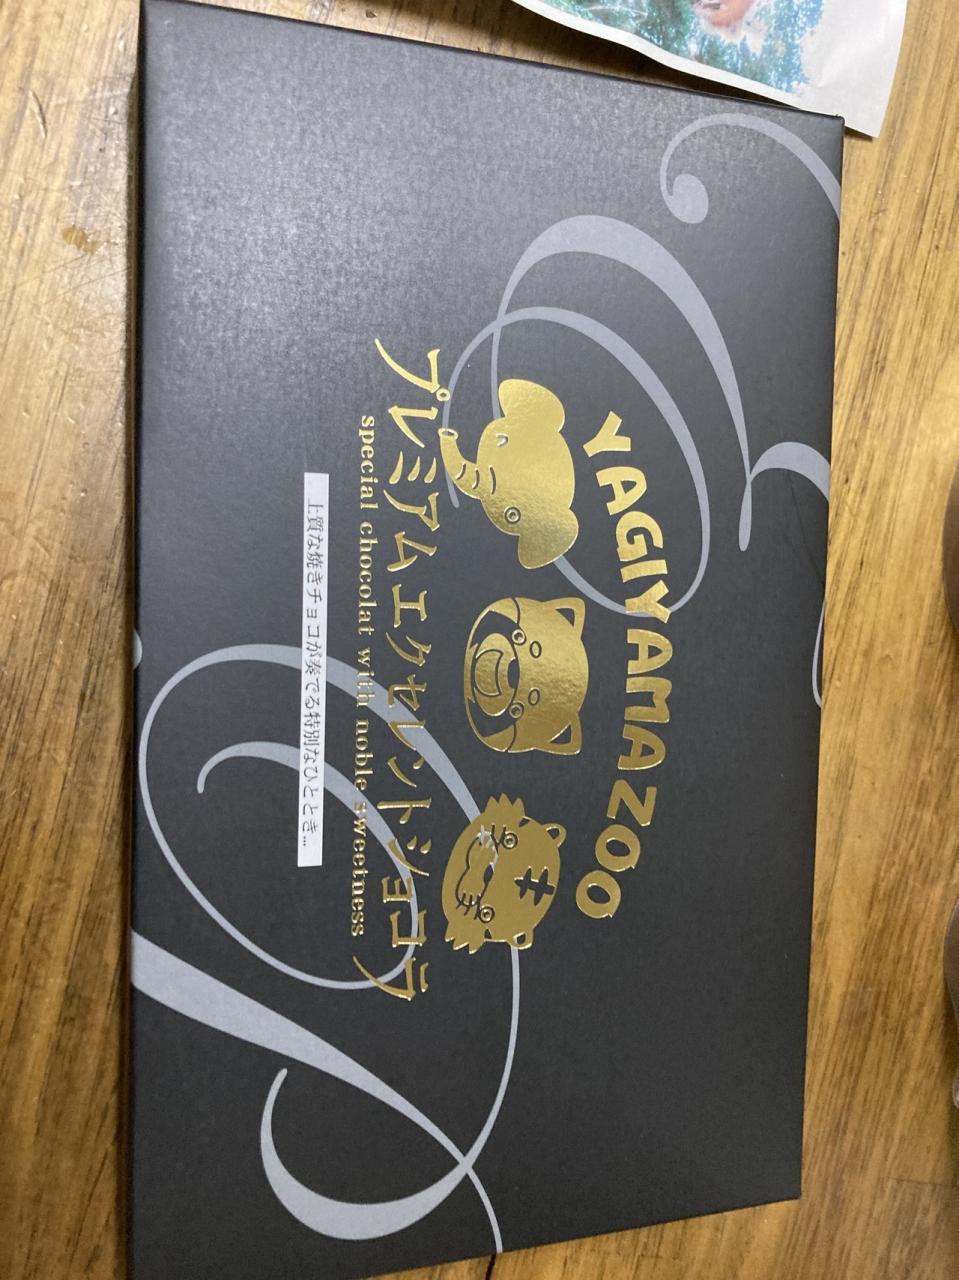 YAGIYAMA ZOO
プレミアムエクセレントショコラ
special chocolat with noble sweetness
上質な焼きチョコが奏でる特別なひととき…